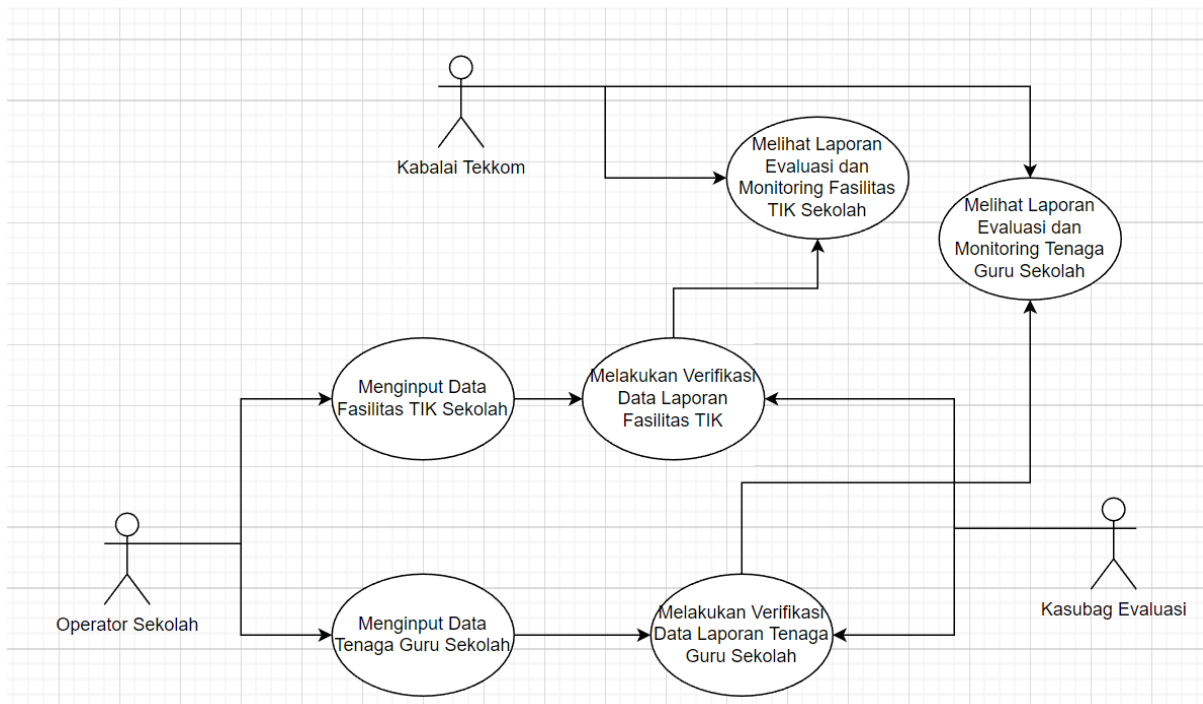 Kabalai Tekkom
Melihat Laporan
Evaluasi dan
Monitoring Fasilitas
TIK Sekolah
Melihat Laporan
Evaluasi dan
Monitoring Tenaga
Guru Sekolah
Menginput Data
Fasilitas TIK Sekolah
Melakukan Verifikasi
Data Laporan
Fasilitas TIK
Operator Sekolah
Menginput Data
Tenaga Guru Sekolah
Melakukan Verifikasi
Data Laporan Tenaga
Guru Sekolah
Kasubag Evaluasi